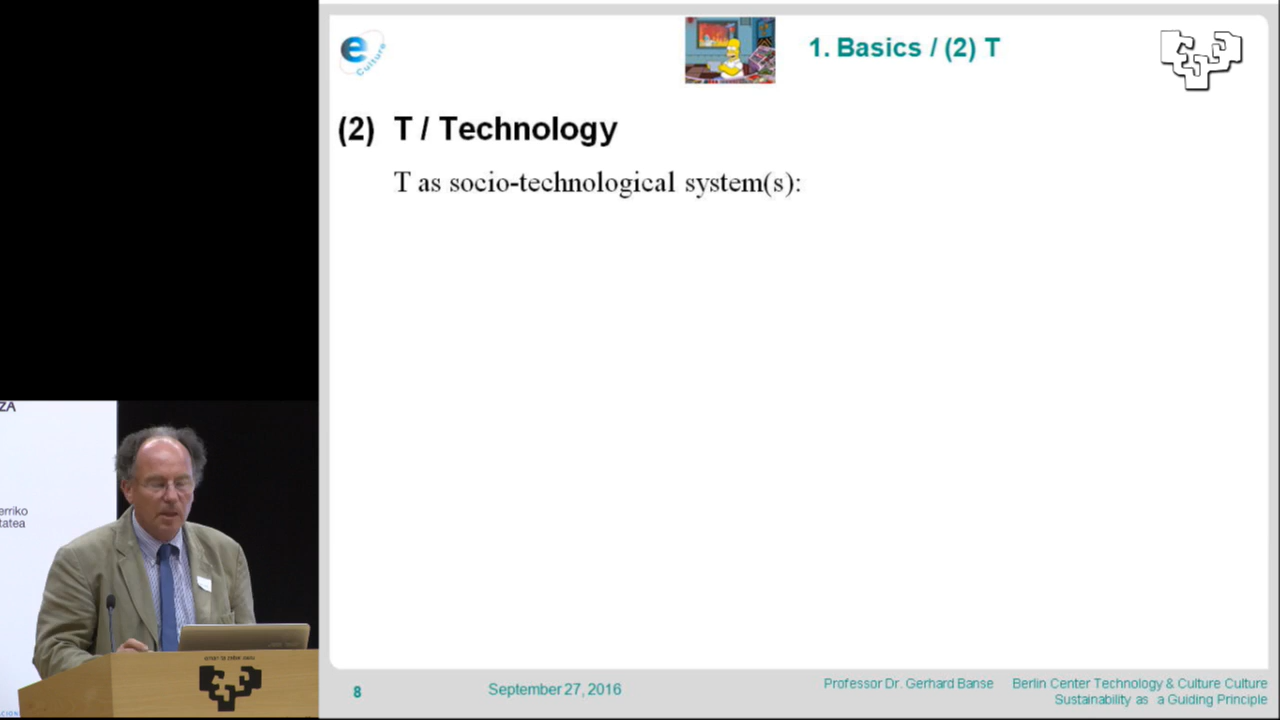 e
Culture
1. Basics / (2) T
(2) T / Technology
T as socio-technological system(s):
ZA
erriko
tatea
8
September 27, 2016
Professor Dr. Gerhard Banse Berlin Center Technology & Culture Culture
Sustainability as a Guiding Principle